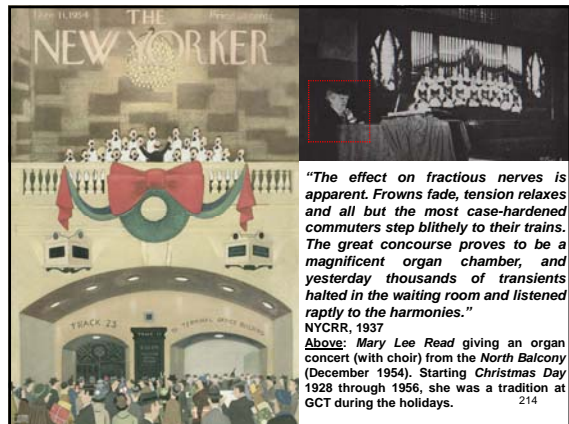 THE
NEW YORKER
TRACK 23
“The effect on fractious nerves is
apparent. Frowns fade, tension relaxes
and all but the most case-hardened
commuters step blithely to their trains.
The great concourse proves to be a
magnificent organ chamber, and
yesterday thousands of transients
halted in the waiting room and listened
raptly to the harmonies.”
NYCRR, 1937
Above: Mary Lee Read giving an organ
concert (with choir) from the North Balcony
(December 1954). Starting Christmas Day
1928 through 1956, she was a tradition at
GCT during the holidays.
214